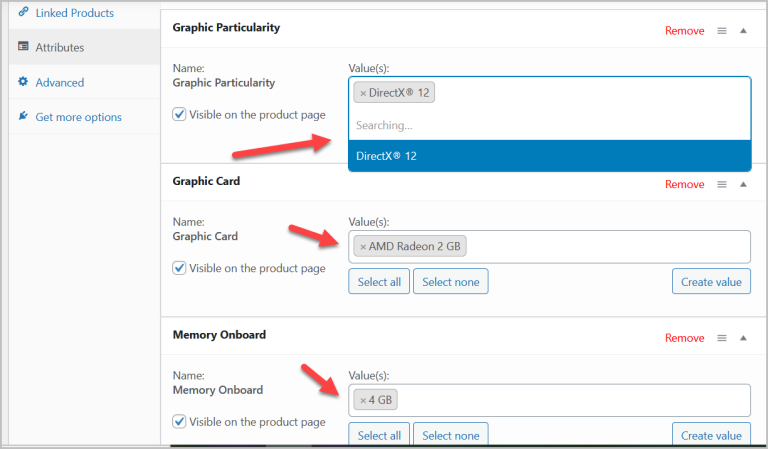 Linked Products
Attributes
Advanced
Get more options
Graphic Particularity
Remove
Name:
Graphic Particularity
Visible on the product page
Value(s):
× DirectX® 12
Searching...
DirectX® 12
Graphic Card
Remove
Name:
Graphic Card
Visible on the product page
Value(s):
× AMD Radeon 2 GB
Select all Select none Create value
Memory Onboard
Remove
Name:
Memory Onboard
Visible on the product page
Value(s):
× 4 GB
Select all Select none Create value